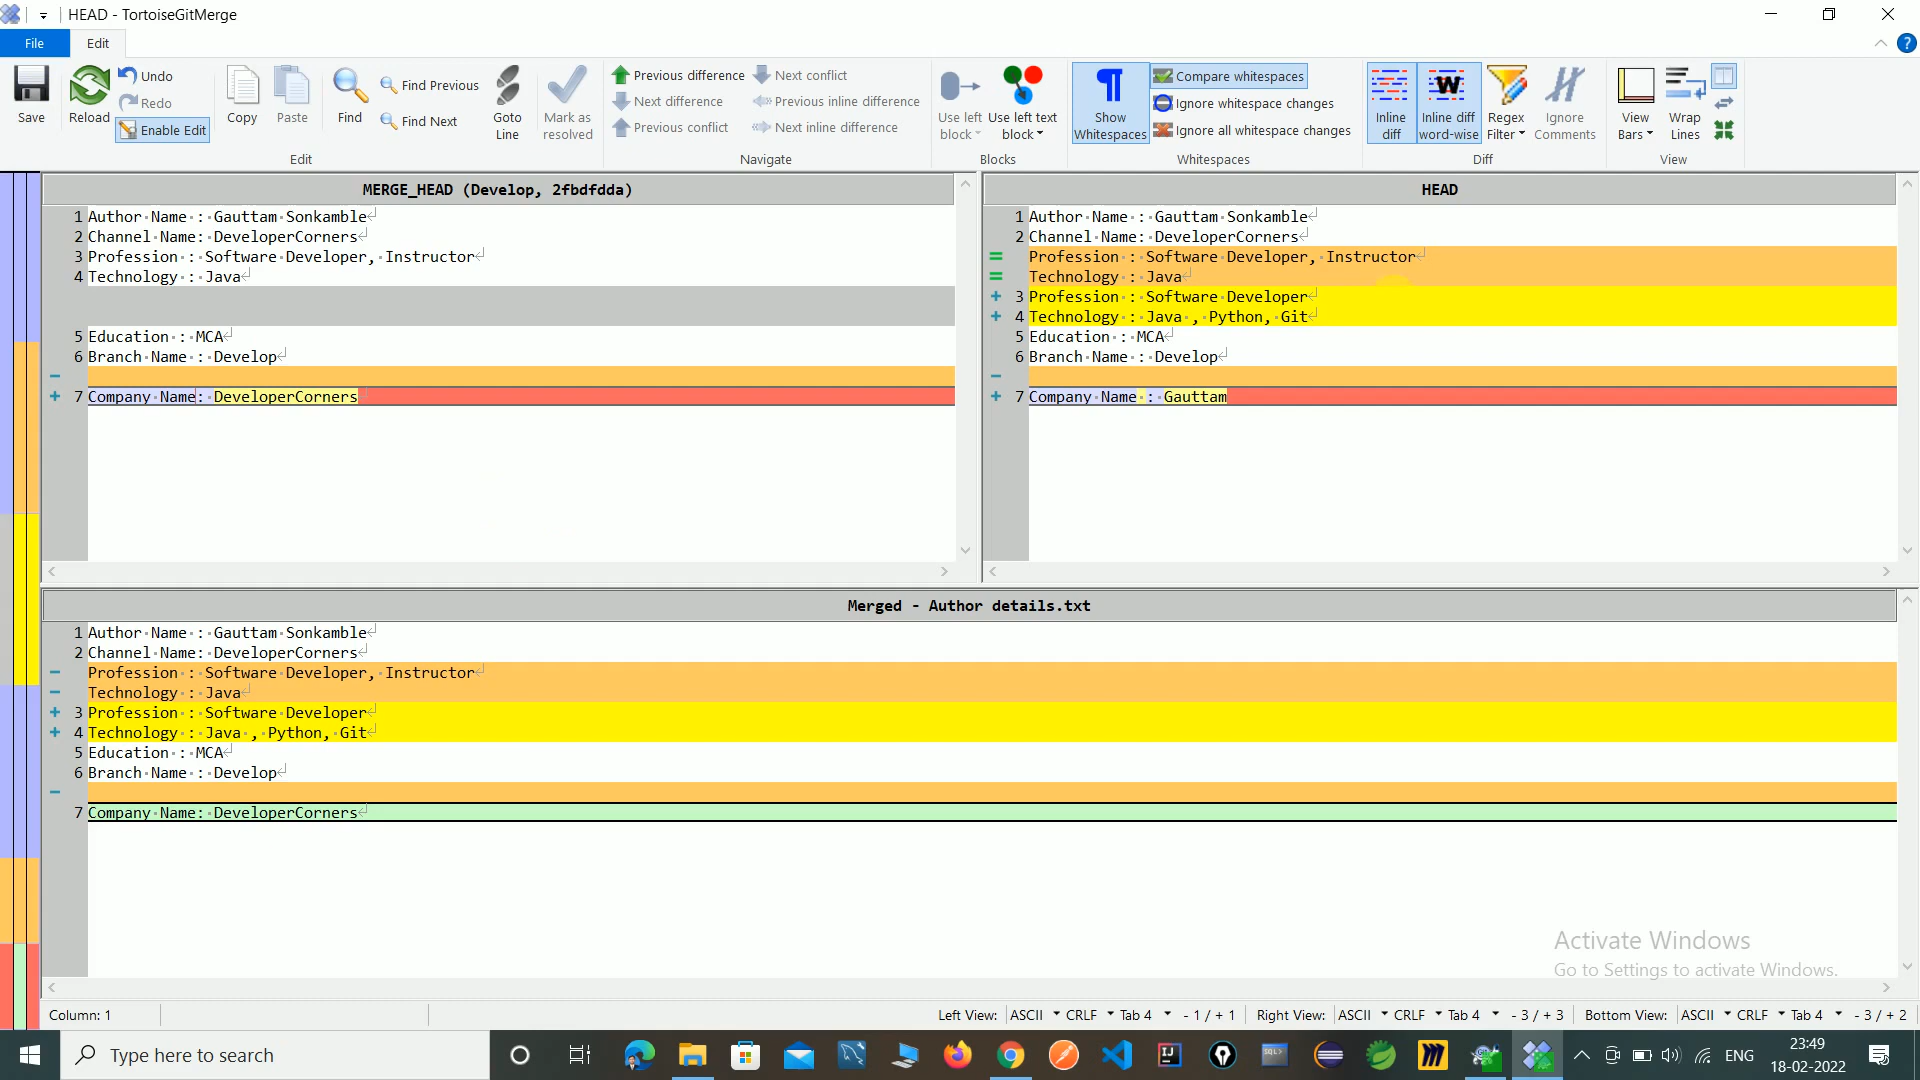 HEAD - TortoiseGitMerge
File
Edit
Save
Reload
Undo
Redo
Enable Edit
Copy
Paste
Find
Find Previous
Find Next
Goto Line
Edit
Mark as resolved
Previous difference
Next difference
Previous conflict
Next conflict
Previous inline difference
Next inline difference
Navigate
Use left block
Use left text block
Blocks
Show Whitespaces
Compare whitespaces
Ignore whitespace changes
Ignore all whitespace changes
Whitespaces
Inline diff
Inline diff word-wise
Regex Filter
Ignore Comments
Diff
View Bars
Wrap Lines
View
MERGE_HEAD (Develop, 2fbdfdda)
1 Author Name : Gauttam Sonkamble
2 Channel Name: DeveloperCorners
3 Profession : Software Developer, Instructor
4 Technology : Java
5 Education : MCA
6 Branch Name : Develop
7 Company Name: DeveloperCorners
HEAD
1 Author Name : Gauttam Sonkamble
2 Channel Name: DeveloperCorners
Profession : Software Developer, Instructor
Technology : Java
3 Profession : Software Developer
4 Technology : Java , Python, Git
5 Education : MCA
6 Branch Name : Develop
7 Company Name : Gauttam
Merged - Author details.txt
1 Author Name : Gauttam Sonkamble
2 Channel Name: DeveloperCorners
Profession : Software Developer, Instructor
Technology : Java
3 Profession : Software Developer
4 Technology : Java , Python, Git
5 Education : MCA
6 Branch Name : Develop
7 Company Name: DeveloperCorners
Activate Windows
Go to Settings to activate Windows.
Column: 1
Left View: ASCII CRLF Tab 4 - 1 / + 1
Right View: ASCII CRLF Tab 4 - 3 / + 3
Bottom View: ASCII CRLF Tab 4 - 3 / + 2
Type here to search
SQL>
ENG
23:49
18-02-2022